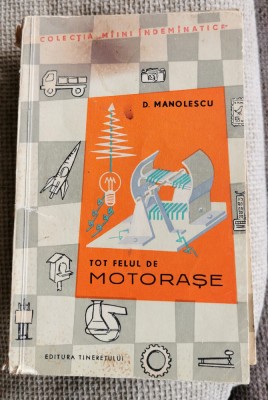 COLECȚIA MÎINI ÎNDEMÎNATICE
D. MANOLESCU
TOT FELUL DE
MOTORAȘE
EDITURA TINERETULUI